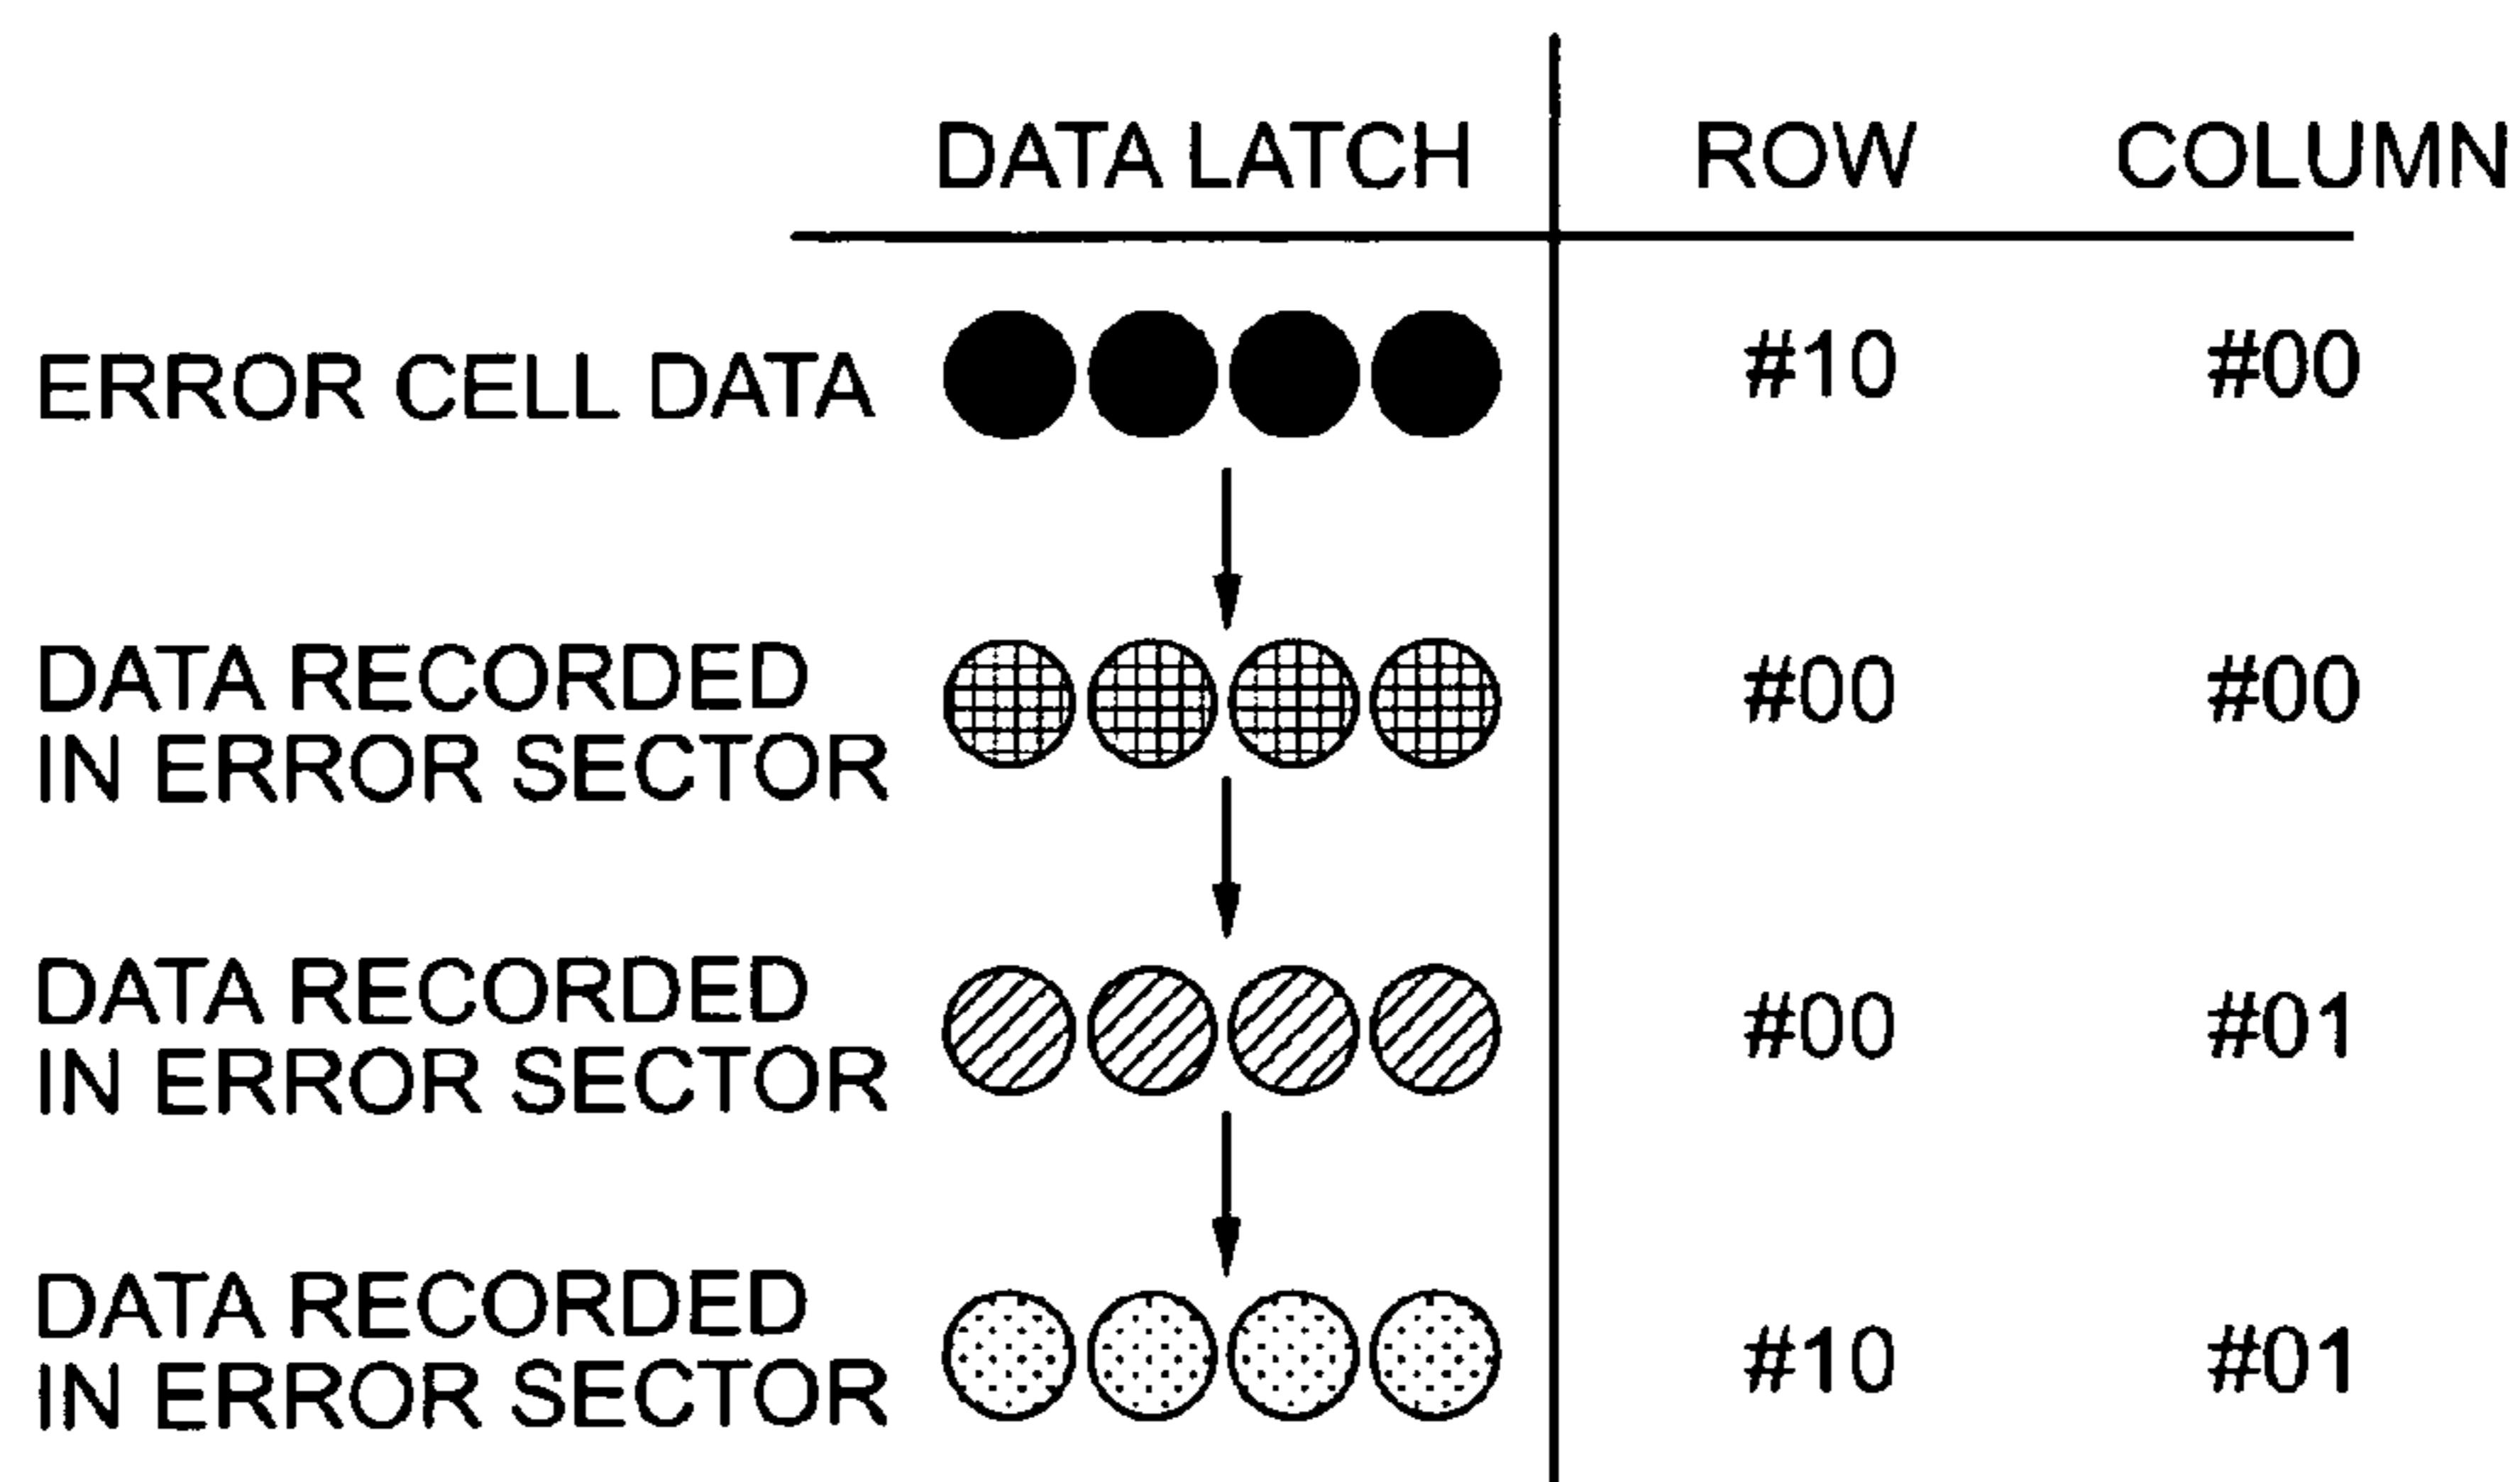 DATA LATCH ROW COLUMN
ERROR CELL DATA #10 #00
DATA RECORDED
IN ERROR SECTOR #00 #00
DATA RECORDED
IN ERROR SECTOR #00 #01
DATA RECORDED
IN ERROR SECTOR #10 #01